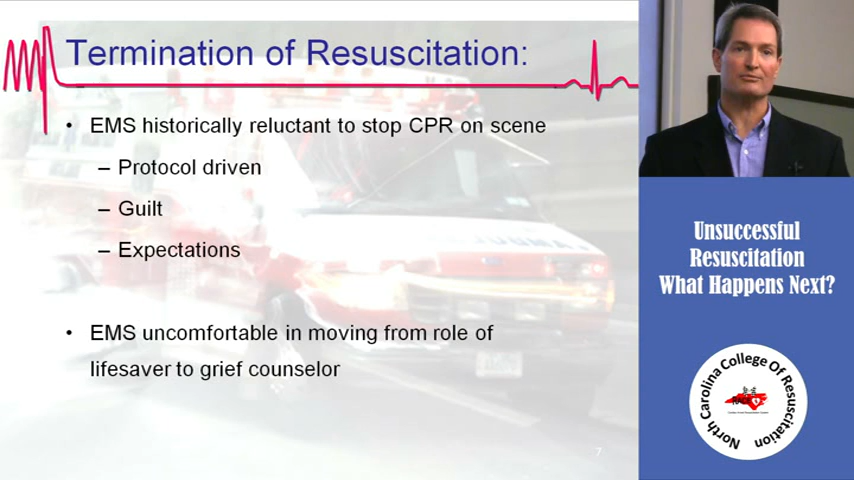 Termination of Resuscitation:
• EMS historically reluctant to stop CPR on scene
– Protocol driven
– Guilt
– Expectations
• EMS uncomfortable in moving from role of
lifesaver to grief counselor
7
Unsuccessful
Resuscitation
What Happens Next?
North Carolina College Of Resuscitation